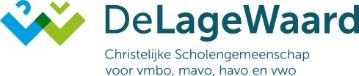 DeLageWaard
Christelijke Scholengemeenschap
voor vmbo, mavo, havo en vwo